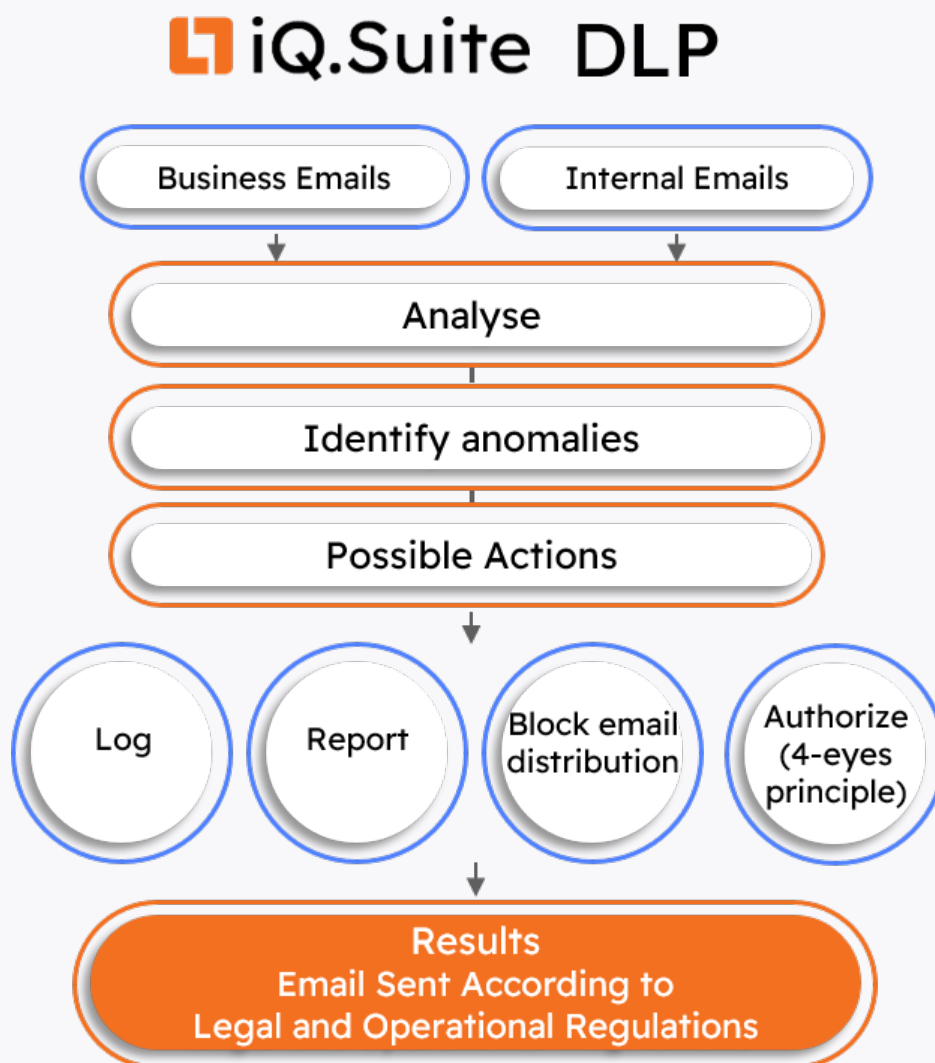 iQ.Suite DLP
Business Emails
Internal Emails
Analyse
Identify anomalies
Possible Actions
Log
Report
Block email
distribution
Authorize
(4-eyes
principle)
Results
Email Sent According to
Legal and Operational Regulations